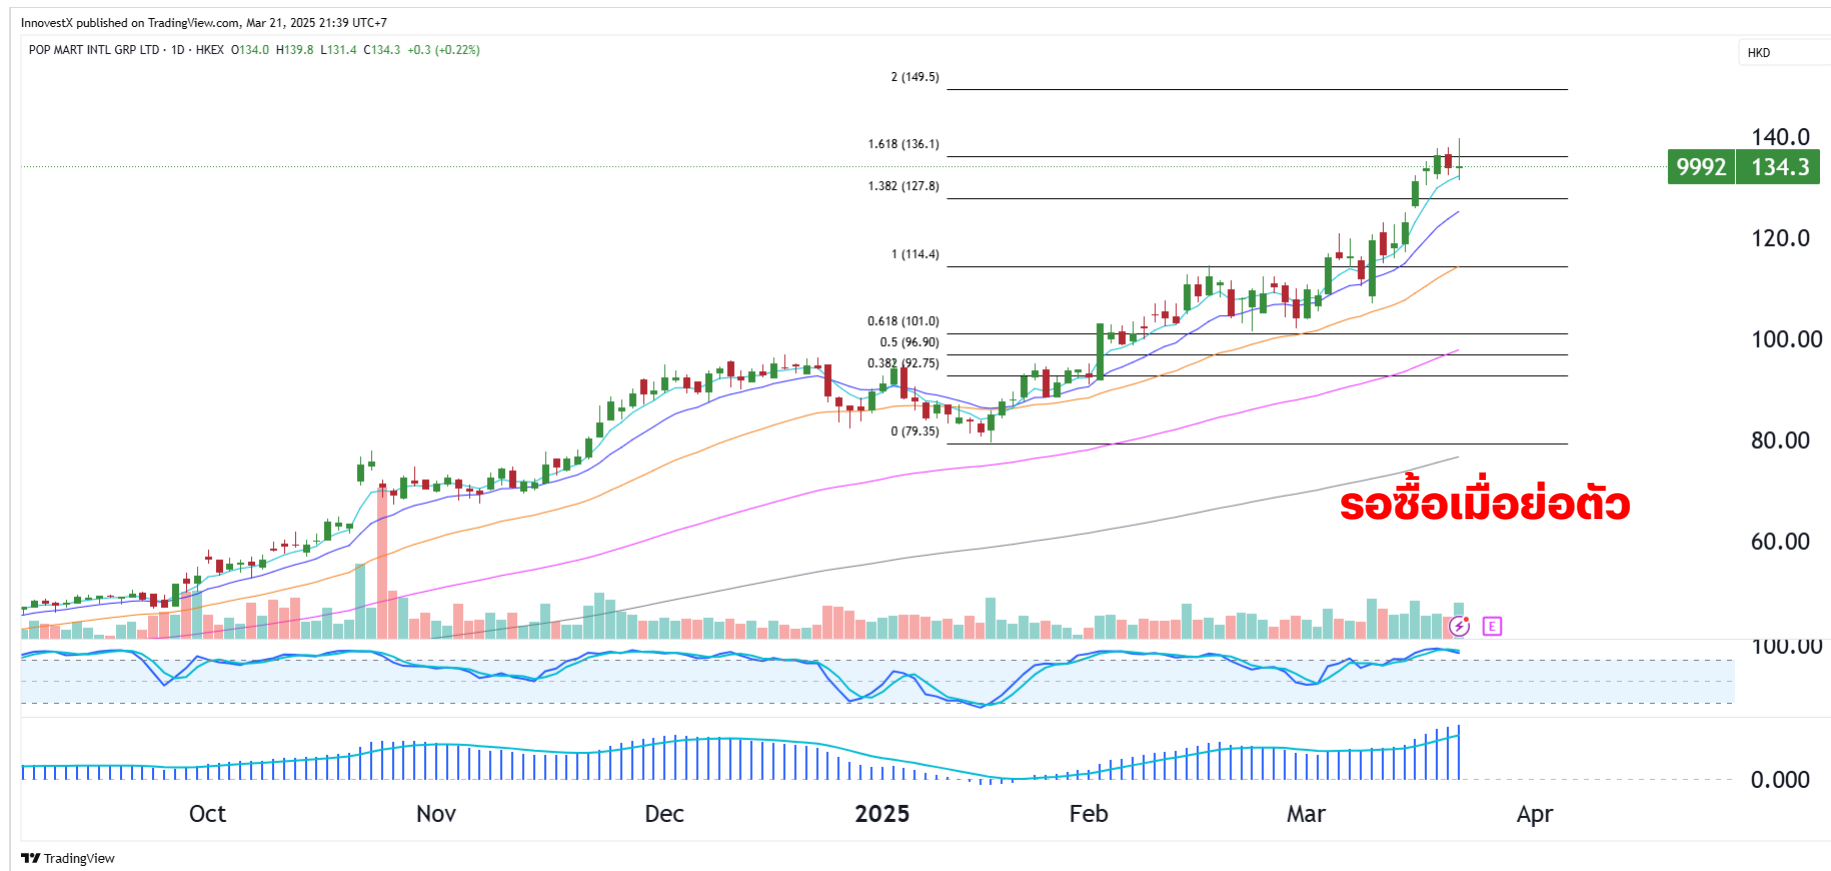 InnovestX published on TradingView.com, Mar 21, 2025 21:39 UTC+7
POP MART INTL GRP LTD · 1D · HKEX O134.0 H139.8 L131.4 C134.3 +0.3 (+0.22%)
HKD
2 (149.5)
1.618 (136.1)
1.382 (127.8)
1 (114.4)
0.618 (101.0)
0.5 (96.90)
0.382 (92.75)
0 (79.35)
140.0
9992 134.3
120.0
100.00
80.00
60.00
รอซื้อเมื่อย่อตัว
E
100.00
0.000
Oct Nov Dec 2025 Feb Mar Apr
TradingView